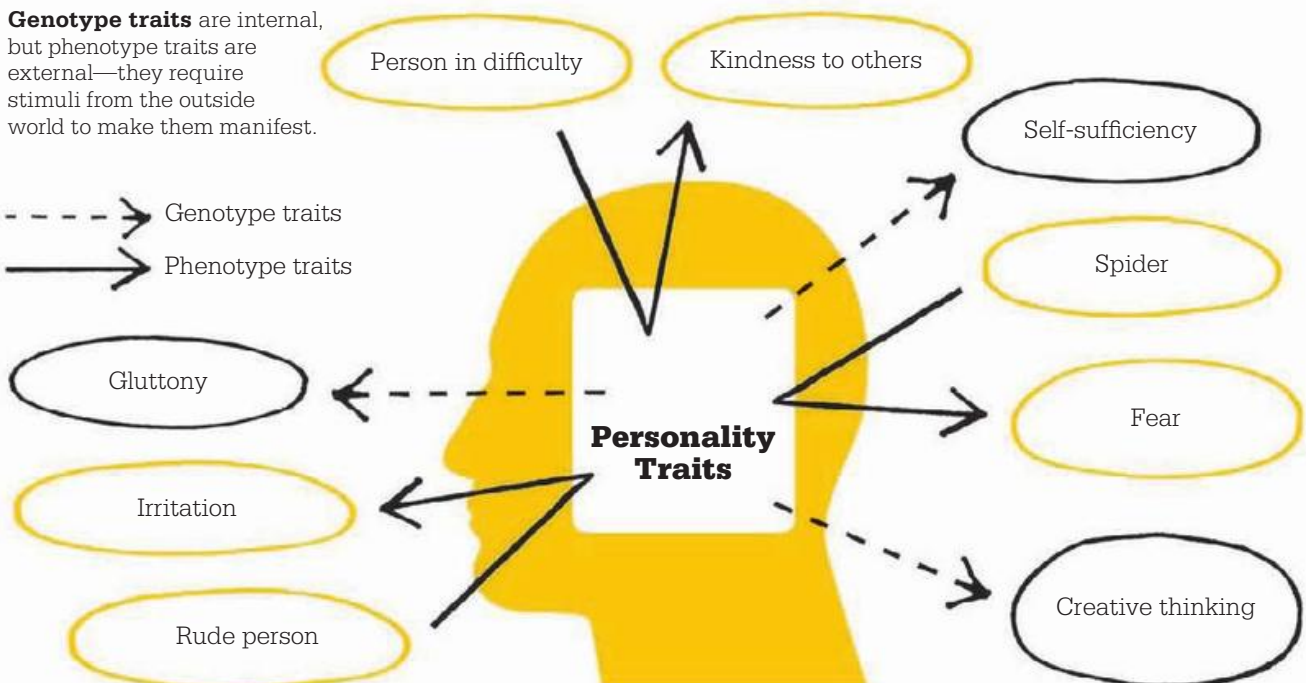 Genotype traits are internal,
but phenotype traits are
external—they require
stimuli from the outside
world to make them manifest.
Genotype traits
Phenotype traits
Person in difficulty
Kindness to others
Self-sufficiency
Spider
Fear
Creative thinking
Gluttony
Irritation
Rude person
Personality
Traits